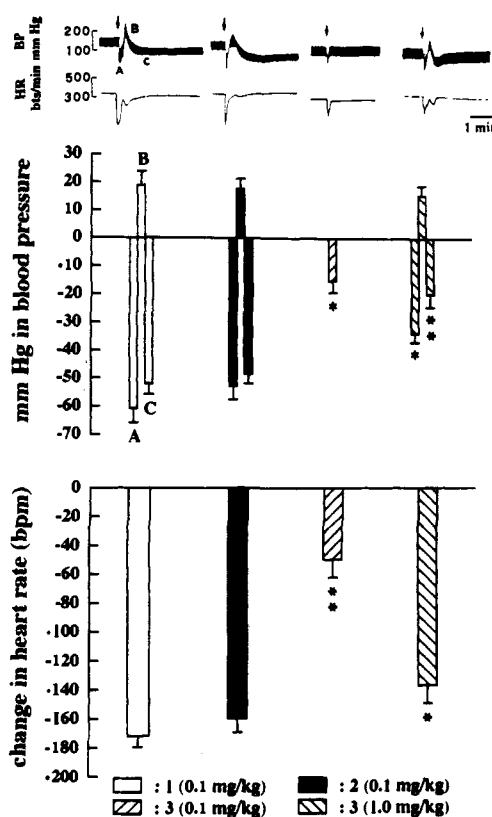 BP
mm Hg
200
100
A
B
C
HR
bts/min
500
300
1 min
mm Hg in blood pressure
30
20
10
0
-10
-20
-30
-40
-50
-60
-70
B
A
C
*
*
* *
change in heart rate (bpm)
0
-20
-40
-60
-80
-100
-120
-140
-160
-180
-200
* *
*
: 1 (0.1 mg/kg)
: 2 (0.1 mg/kg)
: 3 (0.1 mg/kg)
: 3 (1.0 mg/kg)